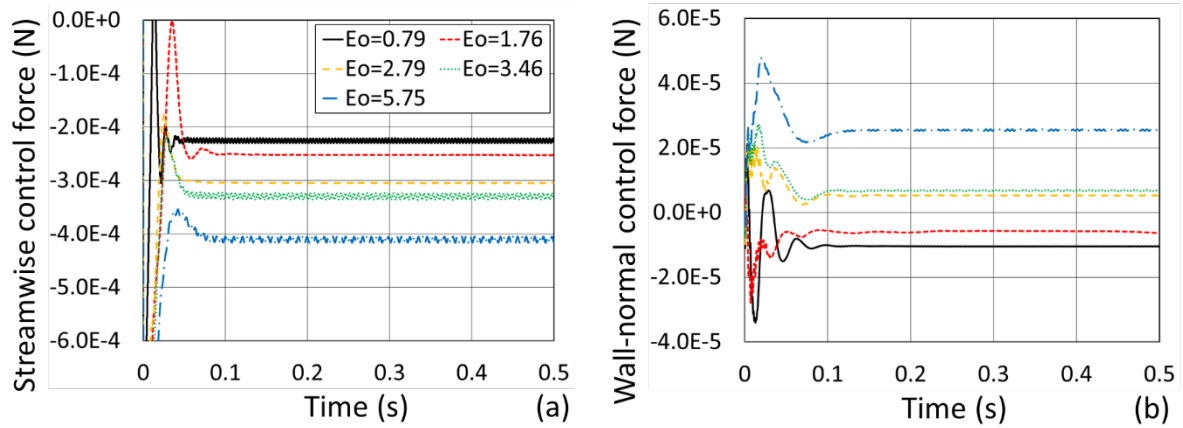 Streamwise control force (N)
0.0E+0
-1.0E-4
-2.0E-4
-3.0E-4
-4.0E-4
-5.0E-4
-6.0E-4
Eo=0.79 Eo=1.76
Eo=2.79 Eo=3.46
Eo=5.75
0 0.1 0.2 0.3 0.4 0.5
Time (s) (a)
Wall-normal control force (N)
6.0E-5
4.0E-5
2.0E-5
0.0E+0
-2.0E-5
-4.0E-5
0 0.1 0.2 0.3 0.4 0.5
Time (s) (b)